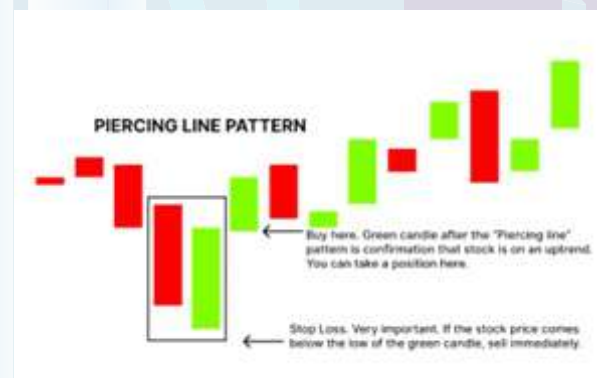 PIERCING LINE PATTERN
Buy here. Green candle after the "Piercing line"
pattern is confirmation that stock is on an uptrend.
You can take a position here.
Stop Loss. Very important. If the stock price comes
below the low of the green candle, sell immediately.